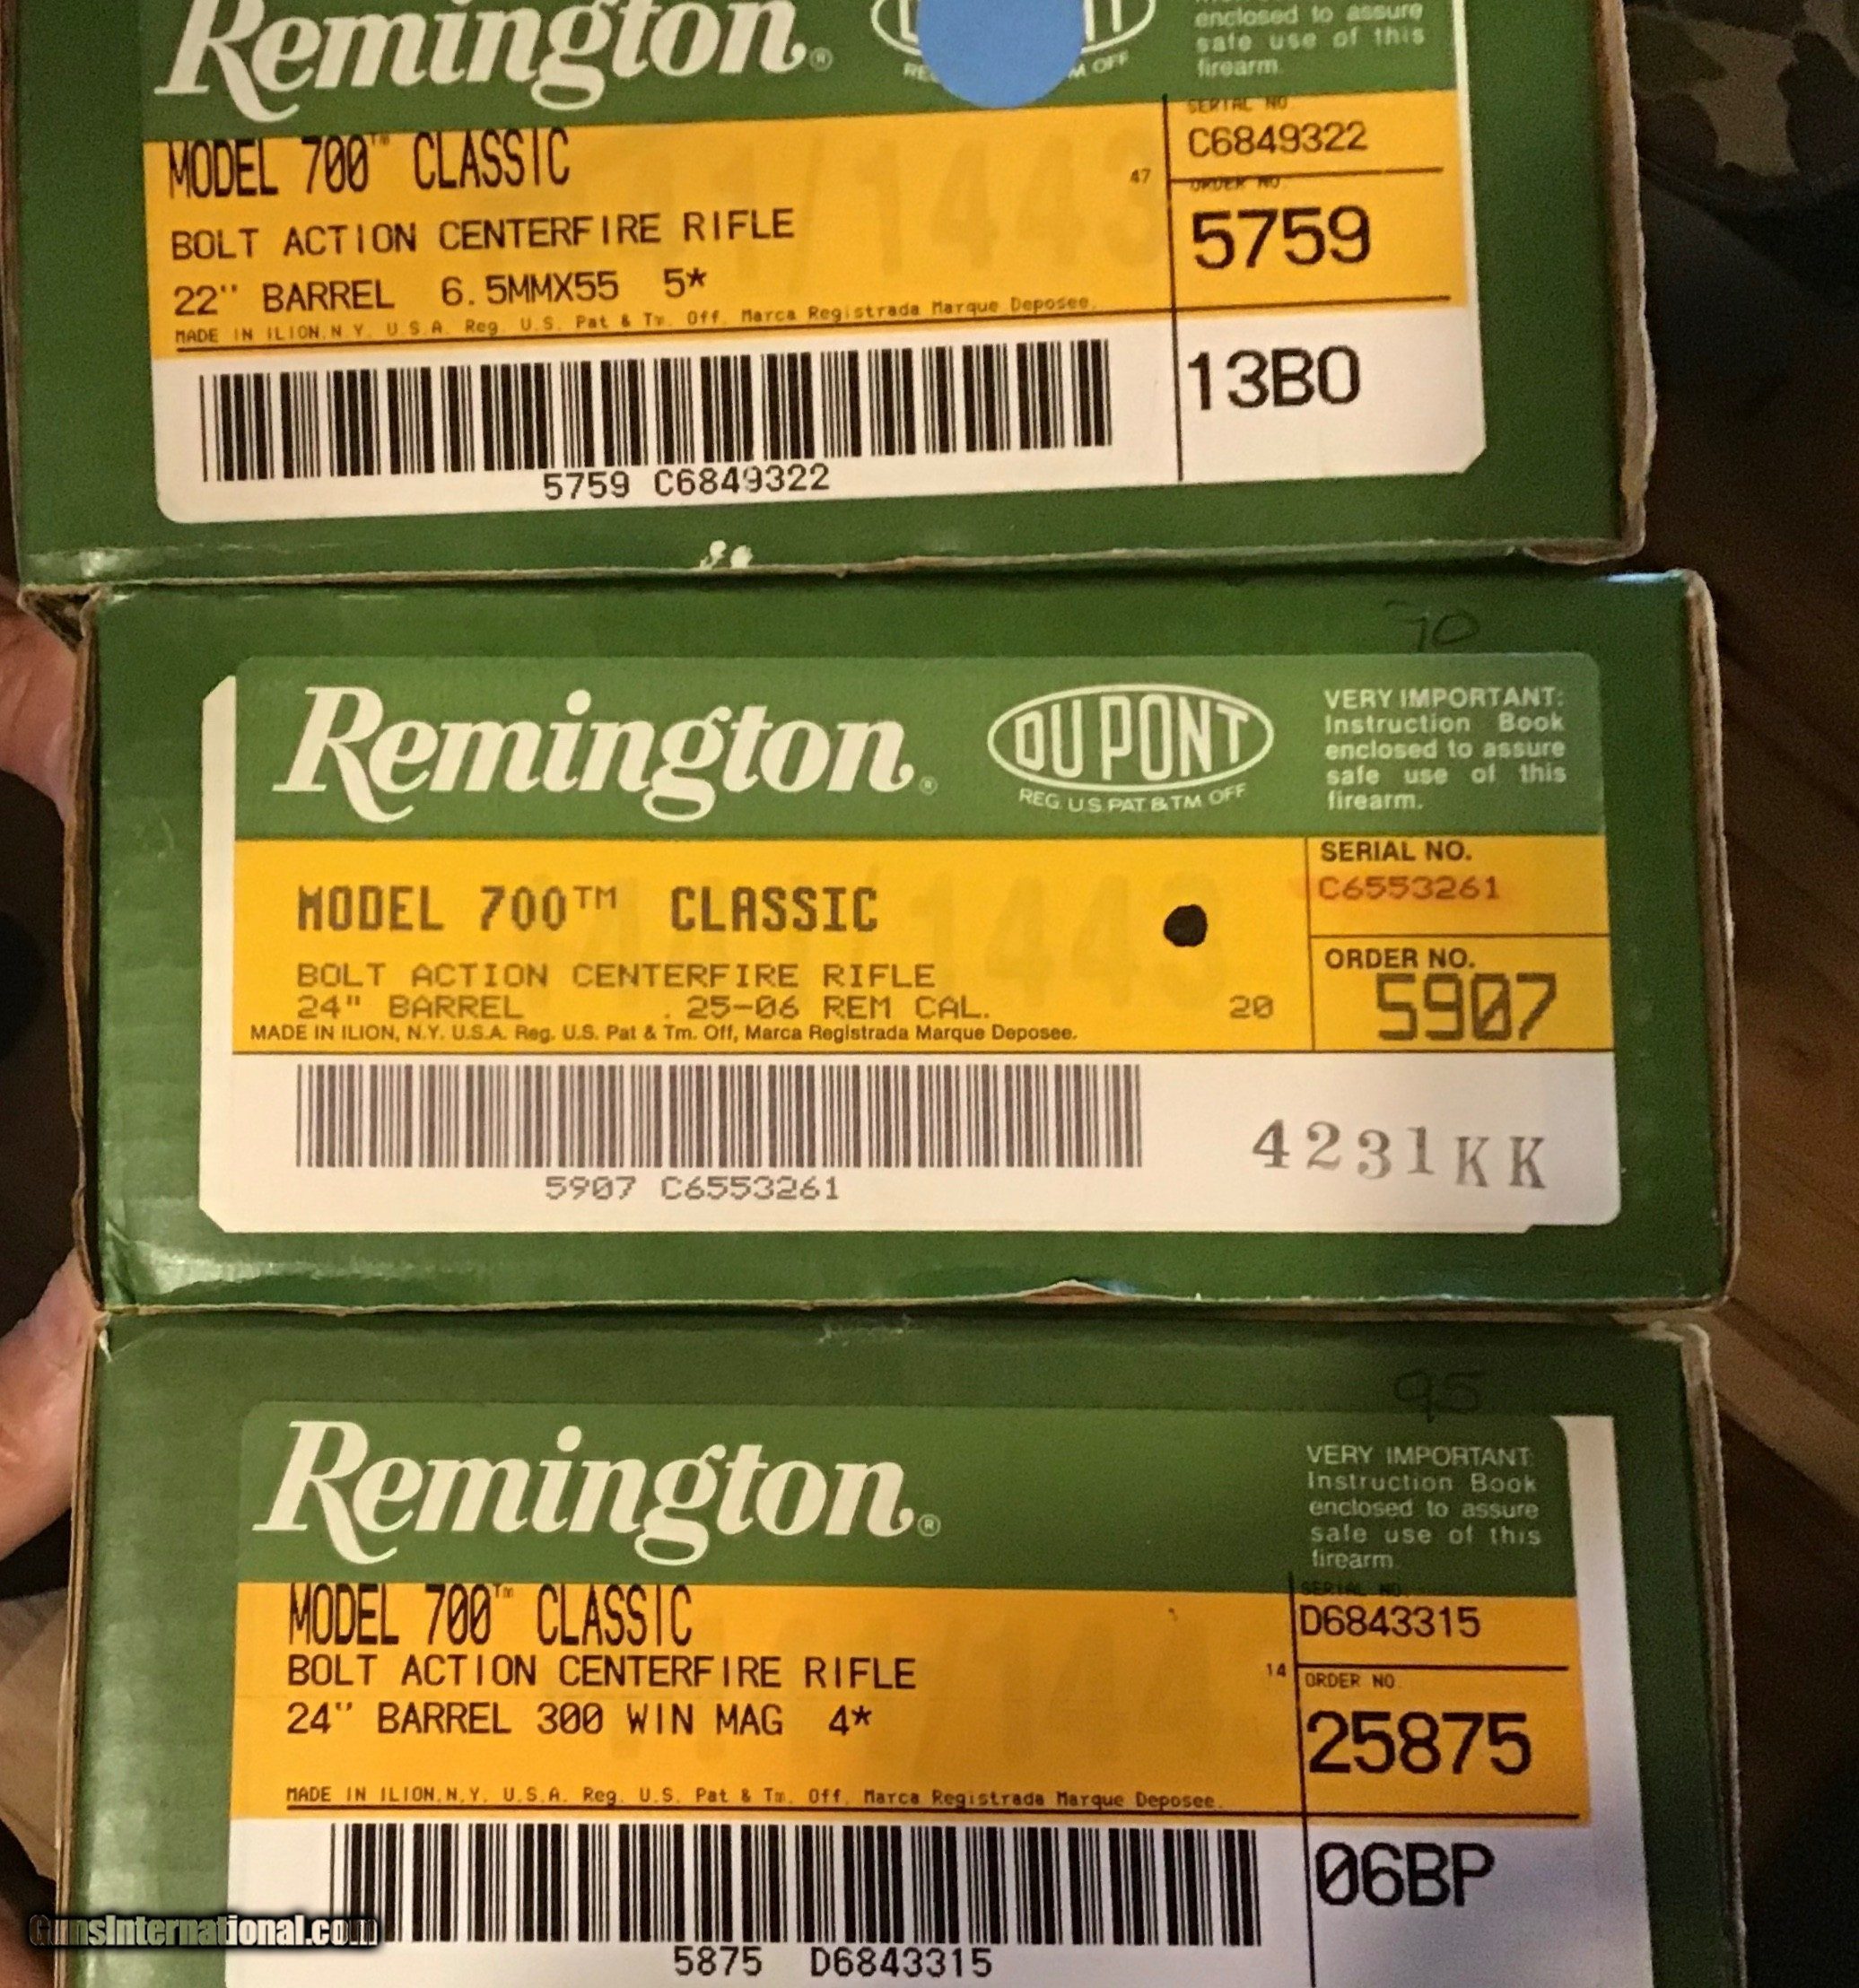 Remington®
enclosed to assure
safe use of this
firearm.
MODEL 700™ CLASSIC
BOLT ACTION CENTERFIRE RIFLE
22" BARREL 6.5MMX55 5*
47
MADE IN ILION, N.Y. U.S.A. Reg. U.S. Pat & Tm. Off. Marca Registrada Marque Deposee.
SERIAL NO
C6849322
ORDER NO.
5759
13BO
5759 C6849322
10
Remington®
DU PONT
REG. U.S. PAT & TM OFF
VERY IMPORTANT:
Instruction Book
enclosed to assure
safe use of this
firearm.
MODEL 700™ CLASSIC
BOLT ACTION CENTERFIRE RIFLE
24" BARREL .25-06 REM CAL. 20
MADE IN ILION, N.Y. U.S.A. Reg. U.S. Pat & Tm. Off, Marca Registrada Marque Deposee.
SERIAL NO.
C6553261
ORDER NO.
5907
5907 C6553261
4231KK
95
Remington®
VERY IMPORTANT:
Instruction Book
enclosed to assure
safe use of this
firearm.
MODEL 700™ CLASSIC
BOLT ACTION CENTERFIRE RIFLE
24" BARREL 300 WIN MAG 4*
14
MADE IN ILION, N.Y. U.S.A. Reg. U.S. Pat & Tm. Off. Marca Registrada Marque Deposee.
SERIAL NO.
D6843315
ORDER NO.
25875
06BP
5875 D6843315
GunsInternational.com